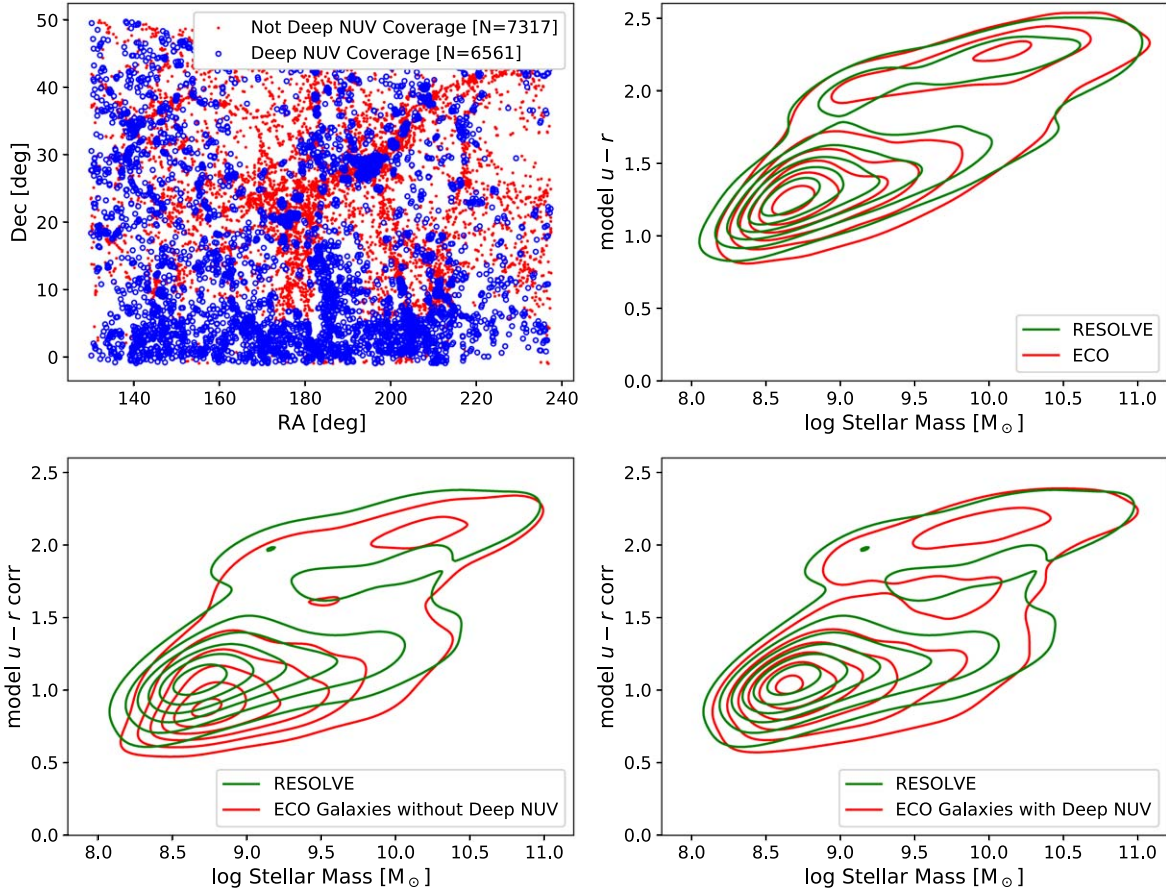 Not Deep NUV Coverage [N=7317]
Deep NUV Coverage [N=6561]
50
40
30
20
10
0
Dec [deg]
140 160 180 200 220 240
RA [deg]
2.5
2.0
1.5
1.0
0.5
0.0
model u − r
RESOLVE
ECO
8.0 8.5 9.0 9.5 10.0 10.5 11.0
log Stellar Mass [M⊙]
2.5
2.0
1.5
1.0
0.5
0.0
model u − r corr
RESOLVE
ECO Galaxies without Deep NUV
8.0 8.5 9.0 9.5 10.0 10.5 11.0
log Stellar Mass [M⊙]
2.5
2.0
1.5
1.0
0.5
0.0
model u − r corr
RESOLVE
ECO Galaxies with Deep NUV
8.0 8.5 9.0 9.5 10.0 10.5 11.0
log Stellar Mass [M⊙]